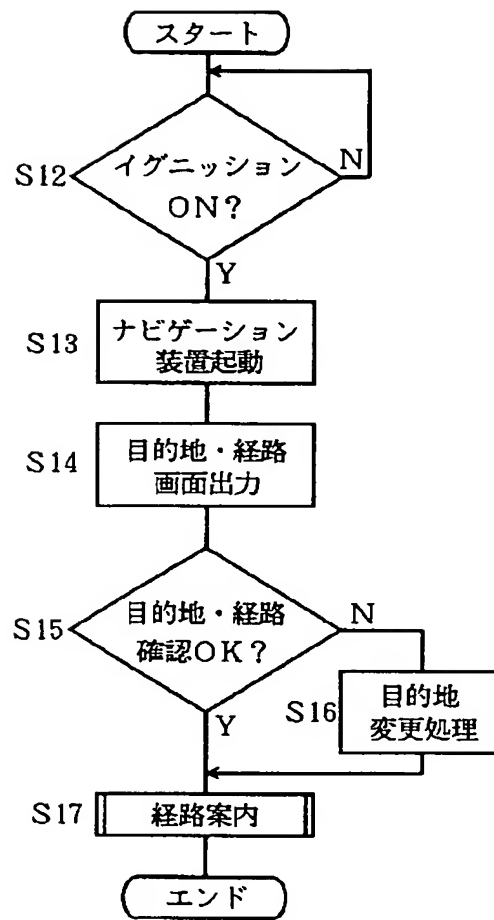 スタート
S12
イグニッション
ON?
N
Y
S13
ナビゲーション
装置起動
S14
目的地・経路
画面出力
S15
目的地・経路
確認OK?
N
Y
S16
目的地
変更処理
S17
経路案内
エンド